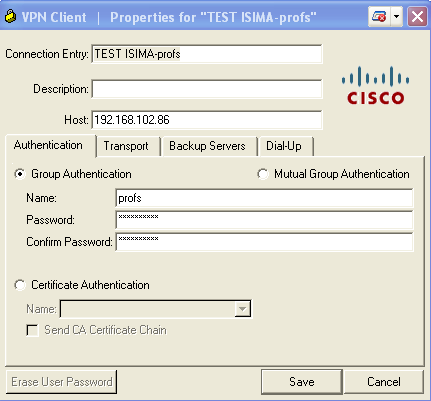 VPN Client | Properties for "TEST ISIMA-profs"
Connection Entry: TEST ISIMA-profs
Description:
Host: 192.168.102.86
CISCO
Authentication Transport Backup Servers Dial-Up
Group Authentication Mutual Group Authentication
Name: profs
Password: **********
Confirm Password: **********
Certificate Authentication
Name:
Send CA Certificate Chain
Erase User Password Save Cancel